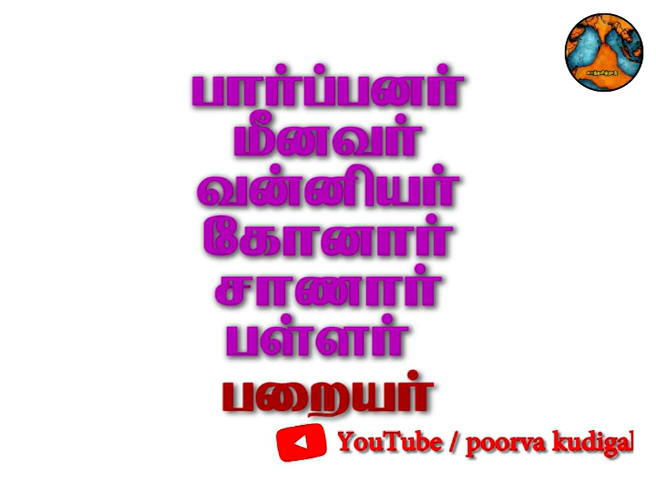 பார்ப்பனர்
மீனவர்
வன்னியர்
கோனார்
சாணார்
பள்ளர்
பறையர்
YouTube / poorva kudigal